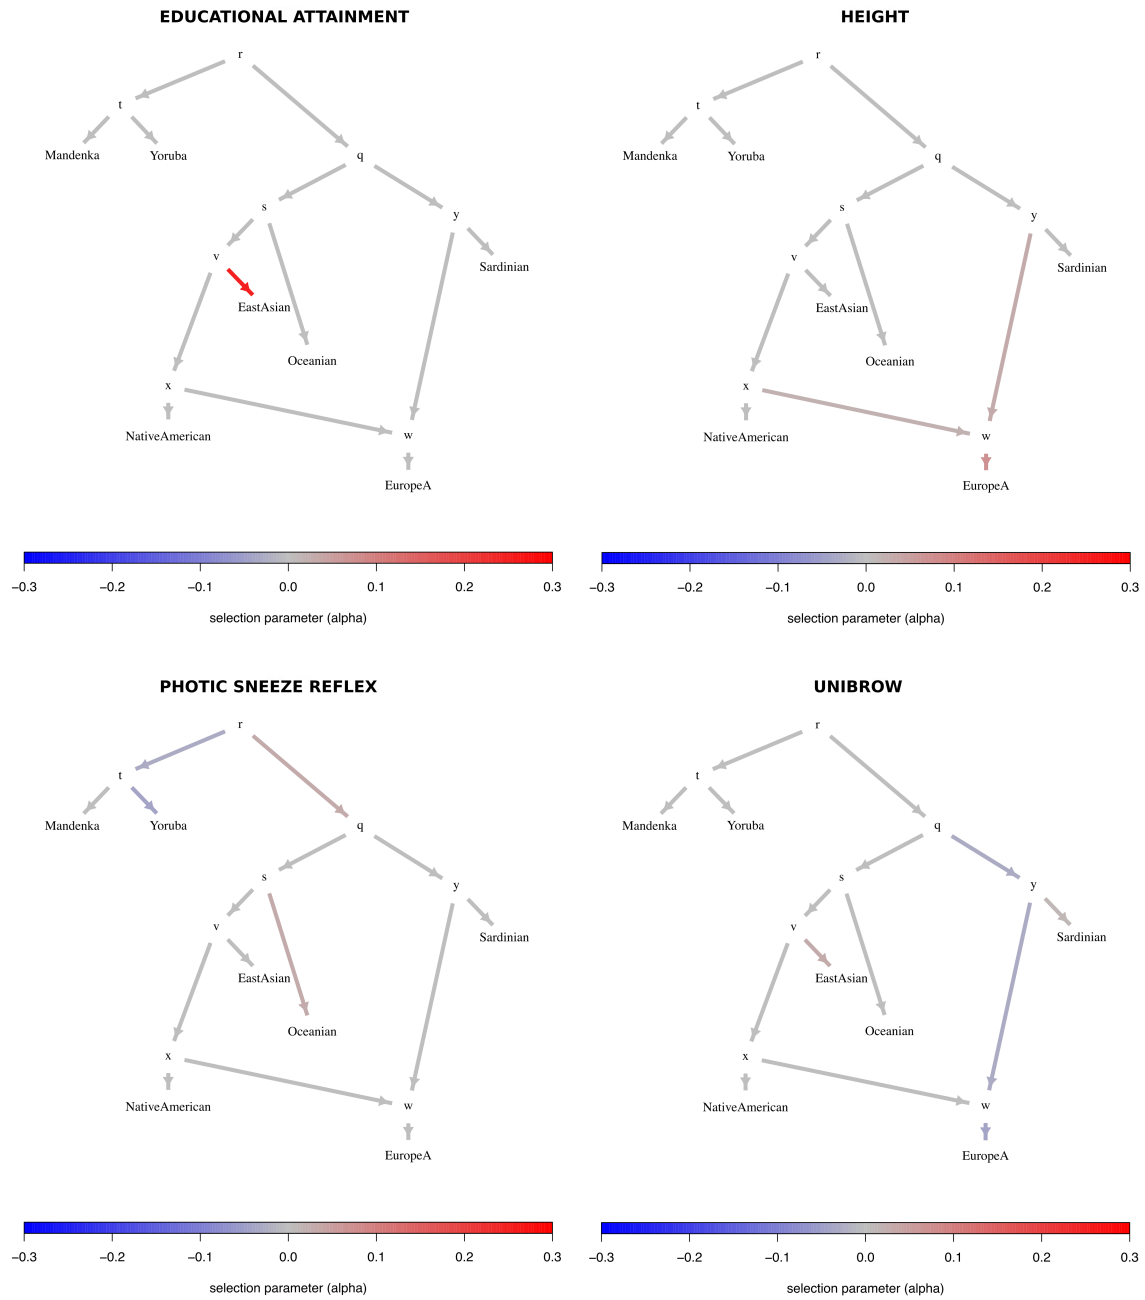 EDUCATIONAL ATTAINMENT
r
t
Mandenka
Yoruba
q
s
y
v
Sardinian
EastAsian
Oceanian
x
NativeAmerican
w
EuropeA
−0.3 −0.2 −0.1 0.0 0.1 0.2 0.3
selection parameter (alpha)
HEIGHT
r
t
Mandenka
Yoruba
q
s
y
v
Sardinian
EastAsian
Oceanian
x
NativeAmerican
w
EuropeA
−0.3 −0.2 −0.1 0.0 0.1 0.2 0.3
selection parameter (alpha)
PHOTIC SNEEZE REFLEX
r
t
Mandenka
Yoruba
q
s
y
v
Sardinian
EastAsian
Oceanian
x
NativeAmerican
w
EuropeA
−0.3 −0.2 −0.1 0.0 0.1 0.2 0.3
selection parameter (alpha)
UNIBROW
r
t
Mandenka
Yoruba
q
s
y
v
Sardinian
EastAsian
Oceanian
x
NativeAmerican
w
EuropeA
−0.3 −0.2 −0.1 0.0 0.1 0.2 0.3
selection parameter (alpha)